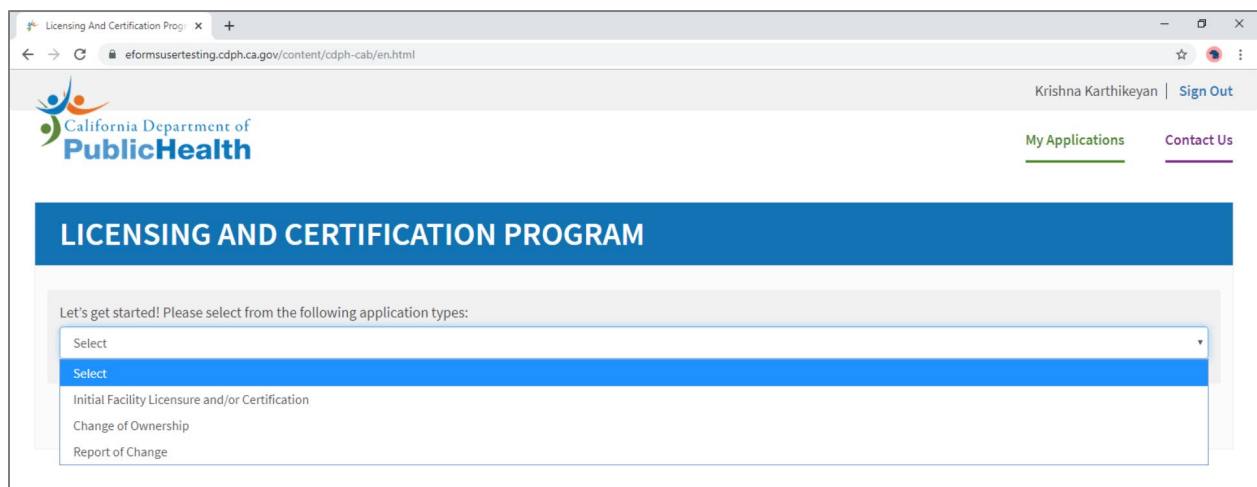 Licensing And Certification Prog
eformsusertesting.cdph.ca.gov/content/cdph-cab/en.html
Krishna Karthikeyan | Sign Out
California Department of
PublicHealth
My Applications Contact Us
LICENSING AND CERTIFICATION PROGRAM
Let's get started! Please select from the following application types:
Select
Select
Initial Facility Licensure and/or Certification
Change of Ownership
Report of Change